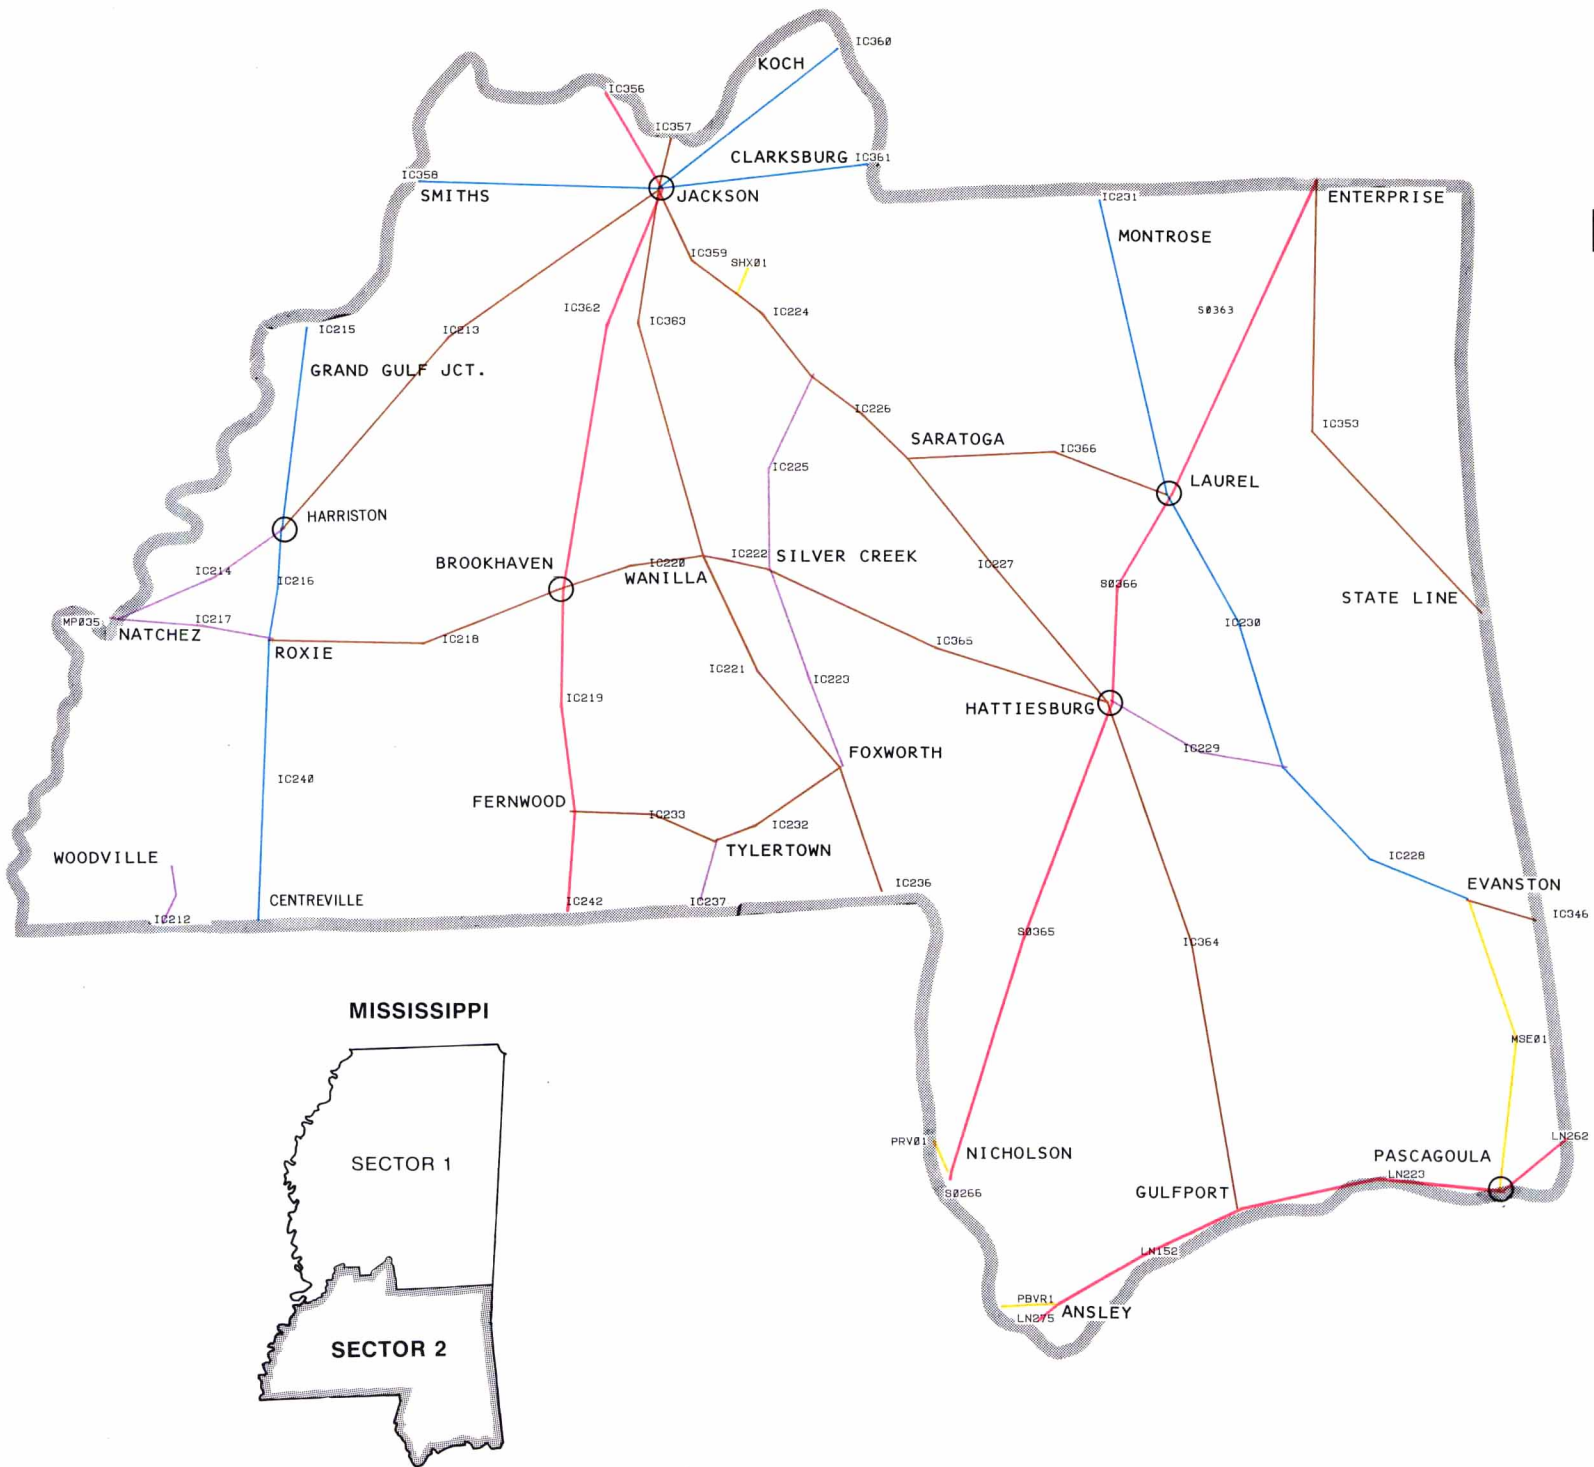 IC360
KOCH
IC356
IC357
CLARKSBURG IC361
IC358
SMITHS
JACKSON
IC231
ENTERPRISE
MONTROSE
IC359
SHX01
IC362
IC363
IC224
S0363
IC215
IC213
GRAND GULF JCT.
IC226
IC353
SARATOGA
IC366
IC225
LAUREL
HARRISTON
BROOKHAVEN
IC220
IC222
SILVER CREEK
WANILLA
IC214
IC216
IC227
S0366
STATE LINE
MP035
IC217
NATCHEZ
ROXIE
IC218
IC230
IC365
IC221
IC223
IC219
HATTIESBURG
IC229
FOXWORTH
IC240
FERNWOOD
IC233
IC232
TYLERTOWN
WOODVILLE
IC228
EVANSTON
CENTREVILLE
IC236
IC212
IC242
IC237
IC346
S0365
IC364
MISSISSIPPI
MSE01
SECTOR 1
PRV01
NICHOLSON
LN262
PASCAGOULA
LN223
S0266
GULFPORT
LN152
PBVR1
ANSLEY
LN275
SECTOR 2